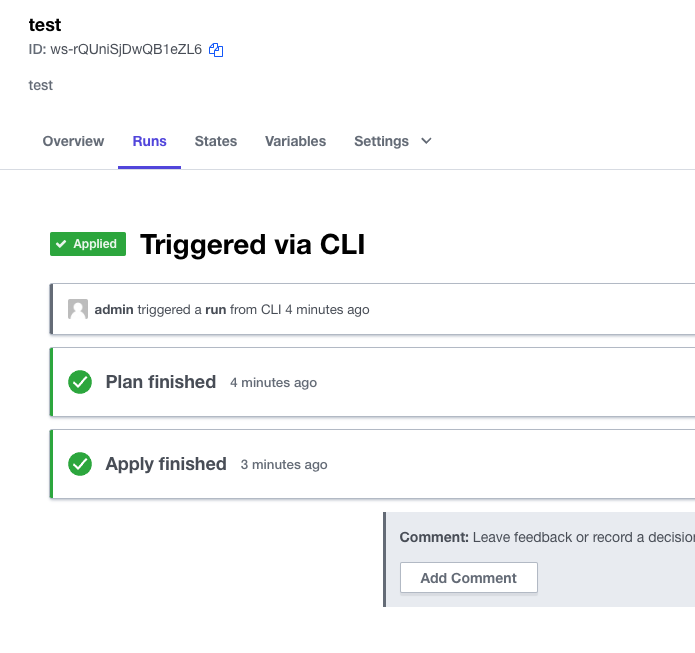 test
ID: ws-rQUniSjDwQB1eZL6
test
Overview Runs States Variables Settings
Applied Triggered via CLI
admin triggered a run from CLI 4 minutes ago
Plan finished 4 minutes ago
Apply finished 3 minutes ago
Comment: Leave feedback or record a decision
Add Comment